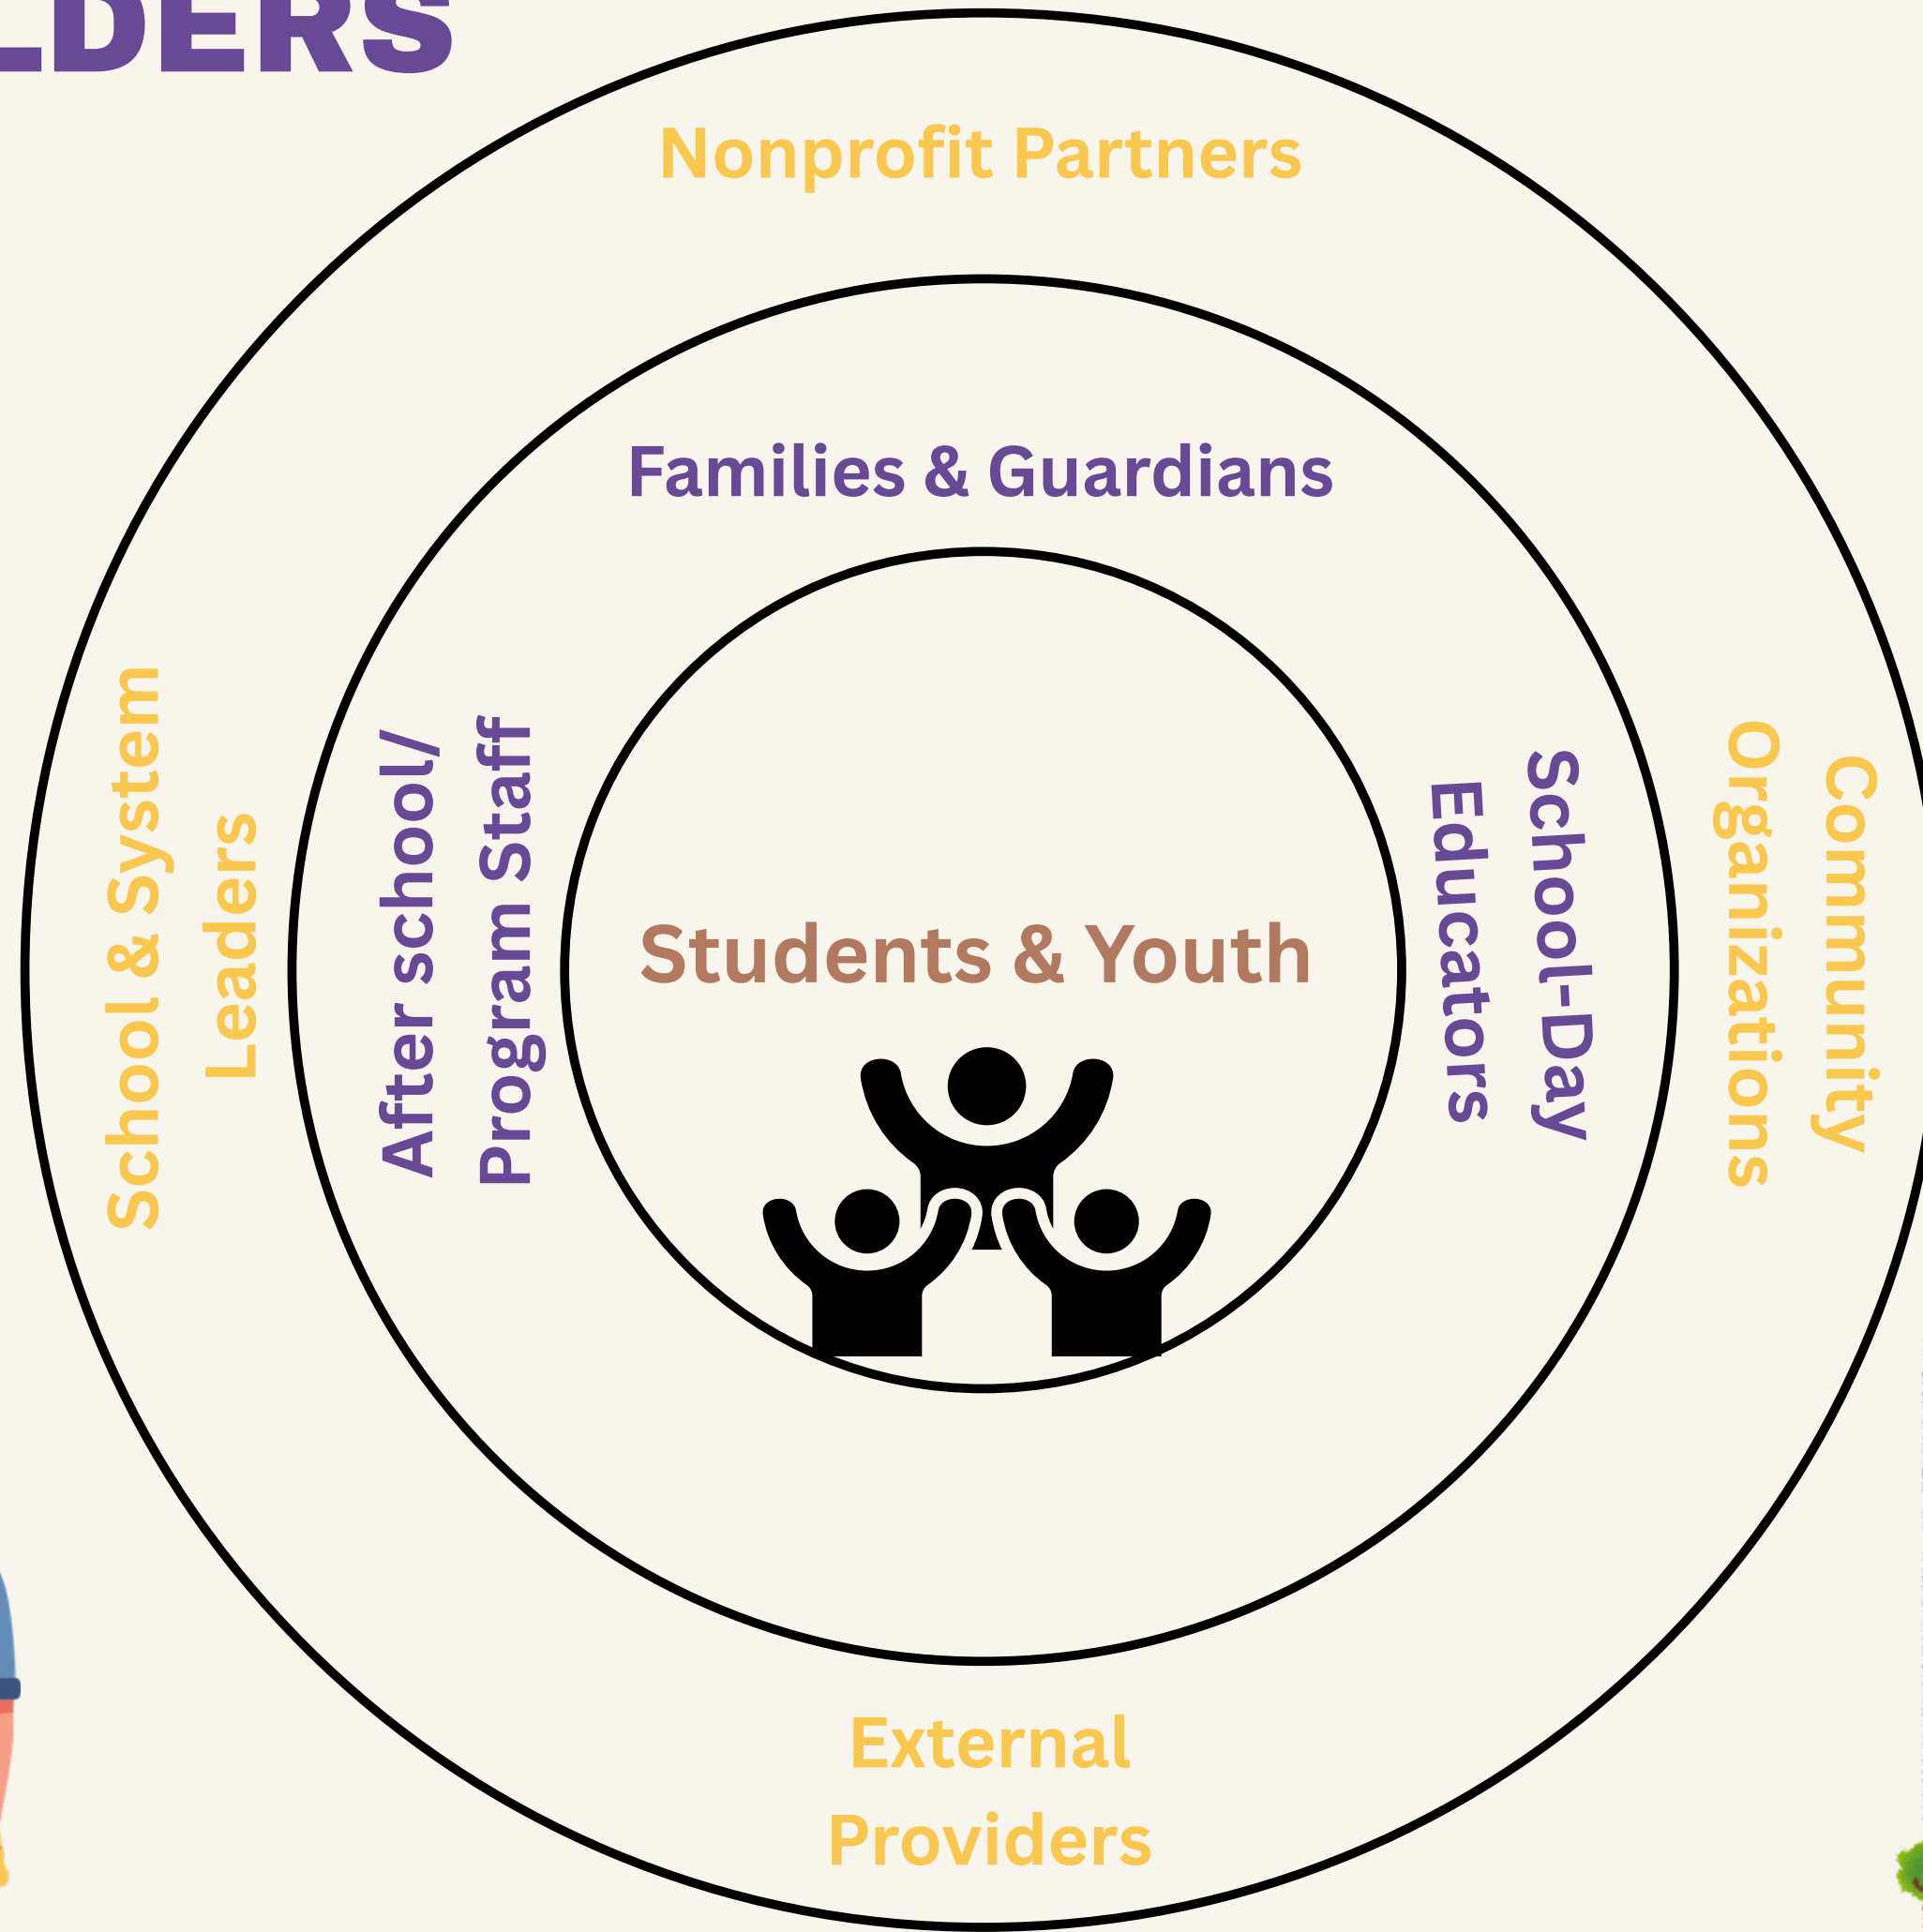 LDERS
Nonprofit Partners
Families & Guardians
School & System
Leaders
After school/
Program Staff
Students & Youth
School-Day
Educators
Community
Organizations
External
Providers